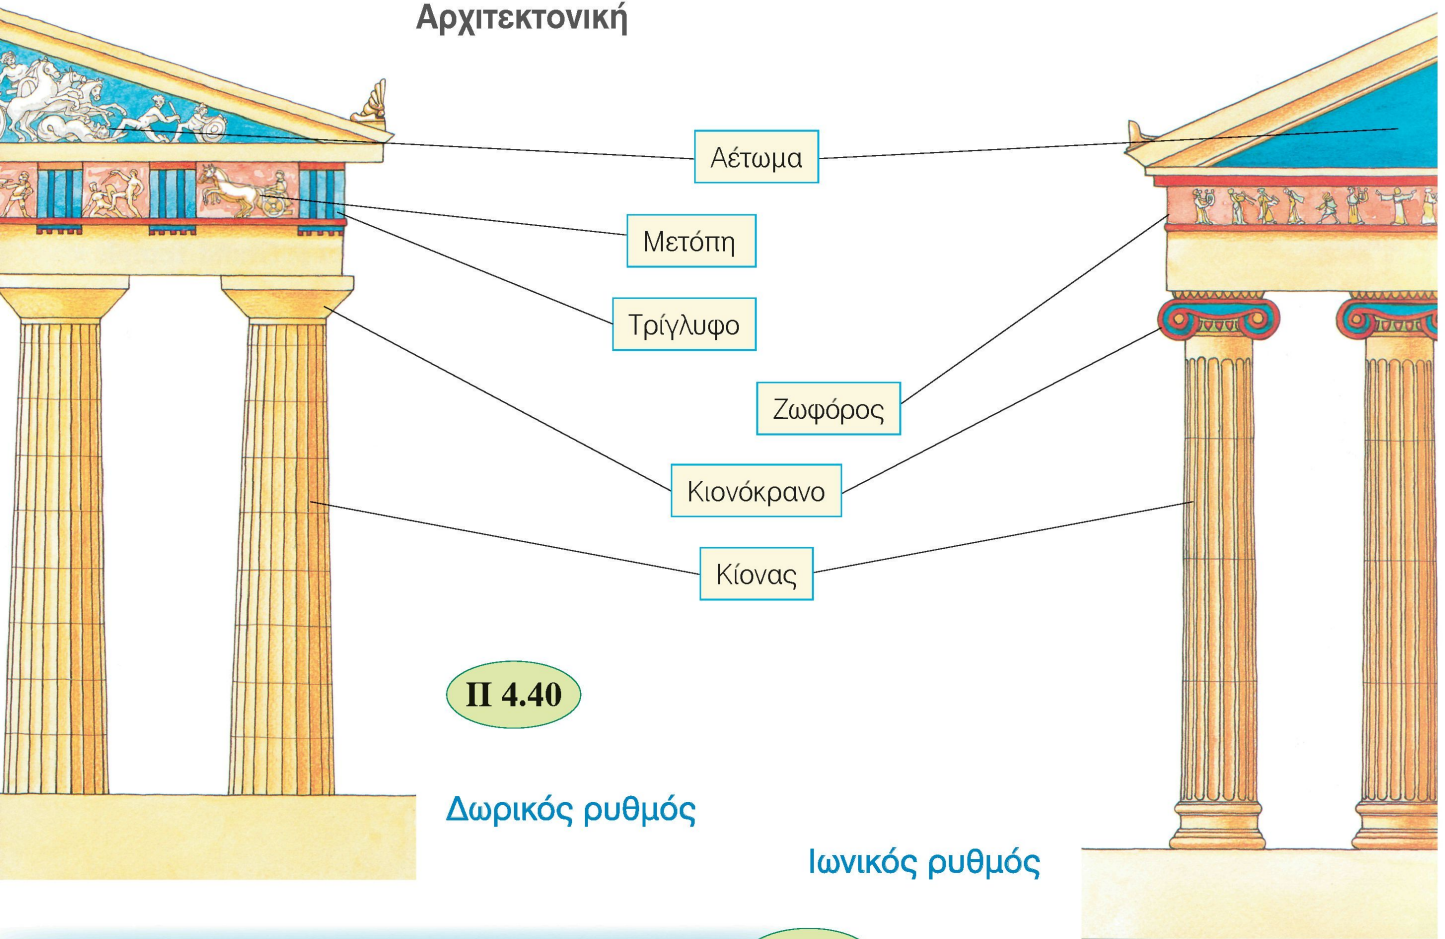 Αρχιτεκτονική
Αέτωμα
Μετόπη
Τρίγλυφο
Ζωφόρος
Κιονόκρανο
Κίονας
Π 4.40
Δωρικός ρυθμός
Ιωνικός ρυθμός